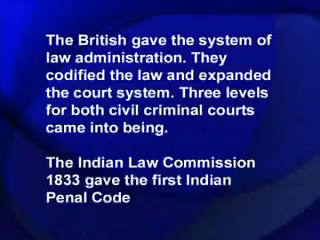 The British gave the system of
law administration. They
codified the law and expanded
the court system. Three levels
for both civil criminal courts
came into being.
The Indian Law Commission
1833 gave the first Indian
Penal Code